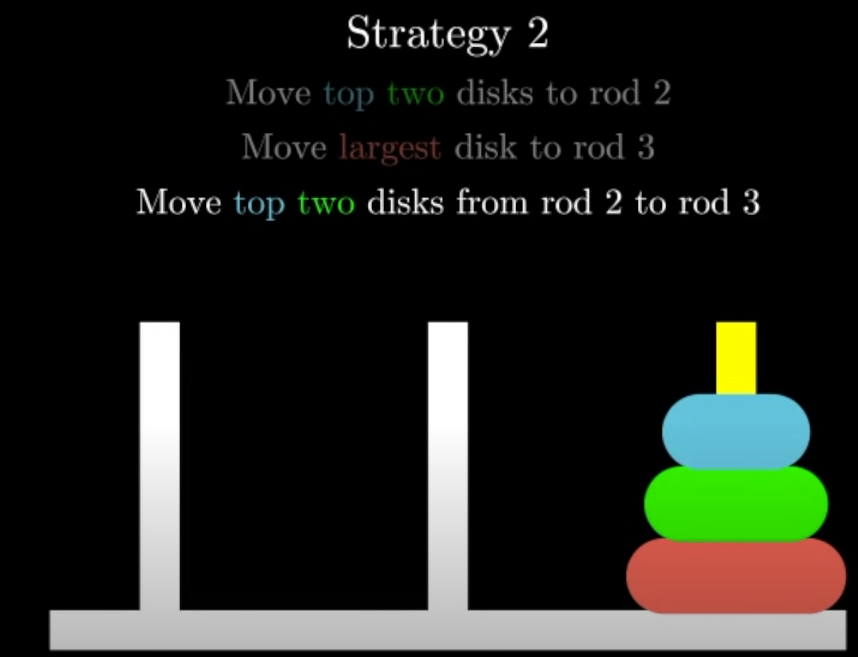 Strategy 2
Move top two disks to rod 2
Move largest disk to rod 3
Move top two disks from rod 2 to rod 3